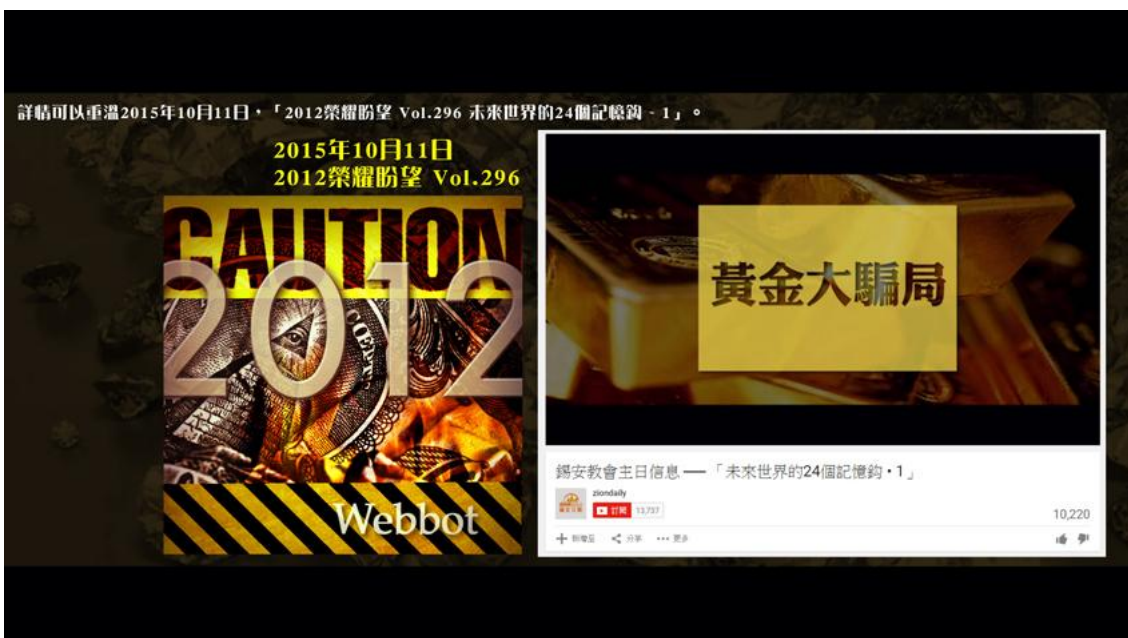 詳情可以重溫2015年10月11日，「2012榮耀盼望 Vol.296 未來世界的24個記憶鈎 - 1」。
2015年10月11日
2012榮耀盼望 Vol.296
CAUTION
2012
Webbot
黃金大騙局
錫安教會主日信息 ——「未來世界的24個記憶鈎・1」
ziondaily
訂閱 13,737
10,220
新增至 分享 更多